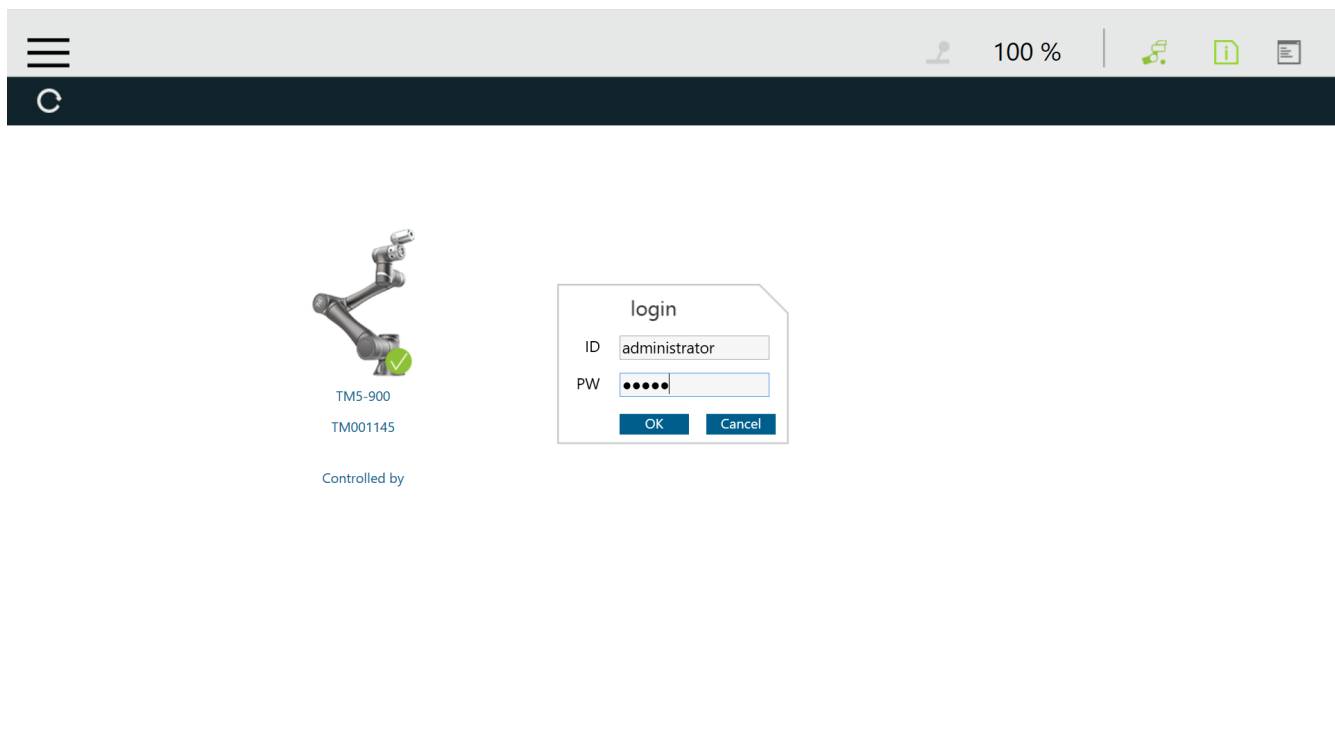 100 %
login
ID administrator
PW ●●●●●
OK Cancel
TM5-900
TM001145
Controlled by